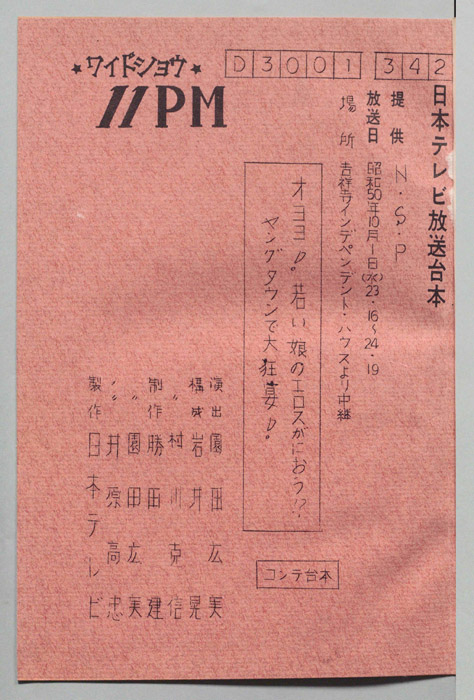 ★ワイドショウ★
11PM
D3001 342
日本テレビ放送台本
提供 N・S・P
放送日 昭和50年10月1日(水)23・16〜24・19
場所 吉祥寺インデペンデント・ハウスより中継
オヨヨ!若い娘のエロスがにおう!?
ヤングタウンで大狂宴!
コンテ台本
演出 園田広美
構成 岩井晃
〃 村川克信
制作 勝田建
〃 園田広美
〃 井原高忠
製作 日本テレビ